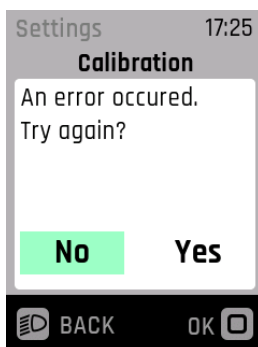 Settings 17:25
Calibration
An error occured.
Try again?
No Yes
BACK OK